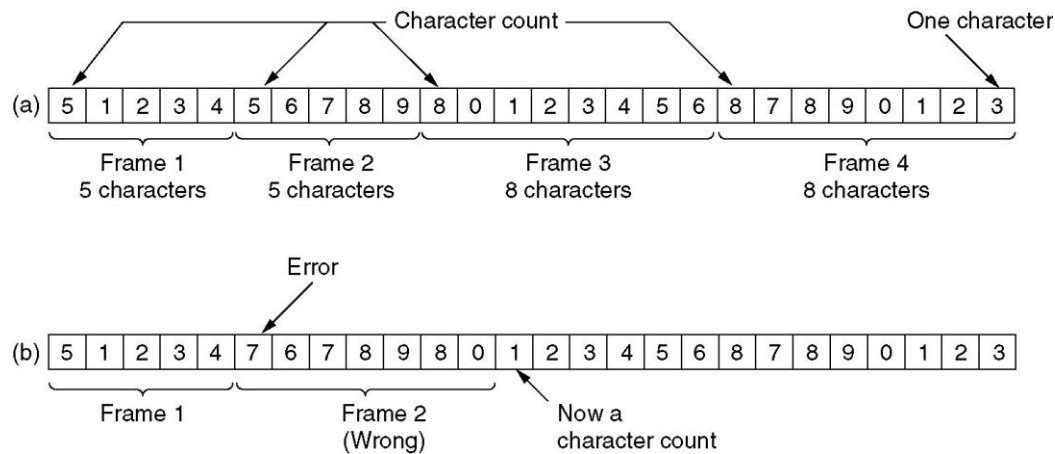 Character count
One character
(a) 5 1 2 3 4 5 6 7 8 9 8 0 1 2 3 4 5 6 8 7 8 9 0 1 2 3
Frame 1
5 characters
Frame 2
5 characters
Frame 3
8 characters
Frame 4
8 characters
Error
(b) 5 1 2 3 4 7 6 7 8 9 8 0 1 2 3 4 5 6 8 7 8 9 0 1 2 3
Frame 1
Frame 2
(Wrong)
Now a
character count